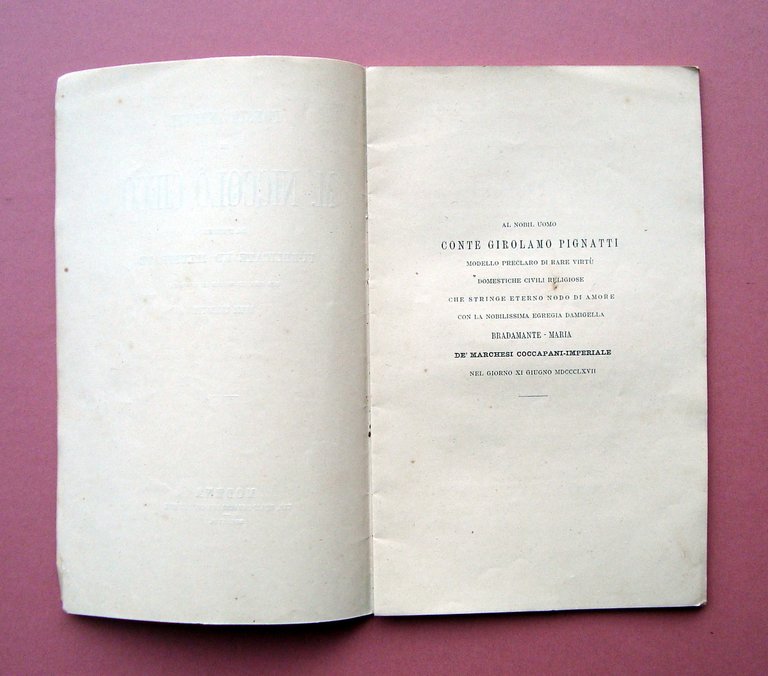 AL NOBIL UOMO
CONTE GIROLAMO PIGNATTI
MODELLO PRECLARO DI RARE VIRTÙ
DOMESTICHE CIVILI RELIGIOSE
CHE STRINGE ETERNO NODO DI AMORE
CON LA NOBILISSIMA EGREGIA DAMIGELLA
BRADAMANTE - MARIA
DE' MARCHESI COCCAPANI-IMPERIALE
NEL GIORNO XI GIUGNO MDCCCLXVII